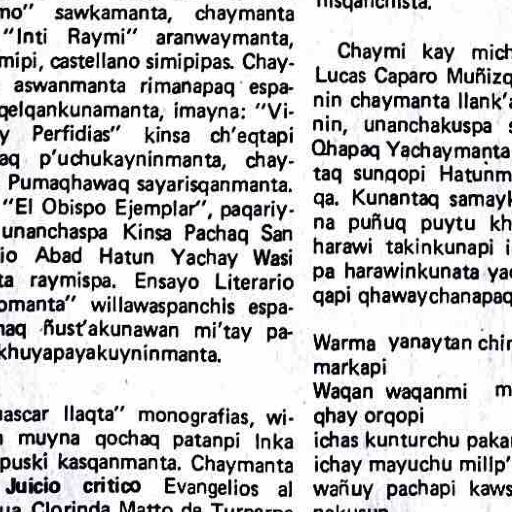 mo” sawkamanta, chaymanta
“Inti Raymi” aranwaymanta,
mipi, castellano simipipas. Chay-
aswanmanta rimanapaq espa-
qelqankunamanta, imayna: “Vi-
y Perfidias” kinsa ch’eqtapi
aq p’uchukayninmanta, chay-
Pumaqhawaq sayarisqanmanta.
“El Obispo Ejemplar”, paqariy-
unanchaspa Kinsa Pachaq San
io Abad Hatun Yachay Wasi
ta raymispa. Ensayo Literario
omanta” willawaspanchis espa-
naq ñust’akunawan mi’tay pa-
khuyapayakuyninmanta.
uascar llaqta” monografias, wi-
muyna qochaq patanpi Inka
puski kasqanmanta. Chaymanta
Juicio critico Evangelios al
ua Clorinda Matto de Turnerpa
nisqanchista.
Chaymi kay mich
Lucas Caparo Muñizq
nin chaymanta llank’a
nin, unanchakuspa s
Qhapaq Yachaymanta
taq sunqopi Hatunm
qa. Kunantaq samayk
na puñuq puytu kh
harawi takinkunapi i
pa harawinkunata yac
qapi qhawaychanapaq
Warma yanaytan chir
markapi
Waqan waqanmi m
qhay orqopi
ichas kunturchu pakar
ichay mayuchu millp’
wañuy pachapi kaws